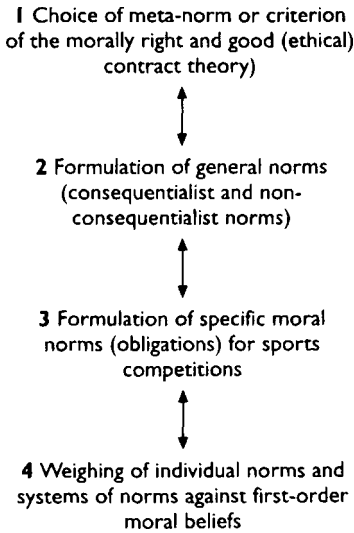 1 Choice of meta-norm or criterion
of the morally right and good (ethical)
contract theory)
2 Formulation of general norms
(consequentialist and non-
consequentialist norms)
3 Formulation of specific moral
norms (obligations) for sports
competitions
4 Weighing of individual norms and
systems of norms against first-order
moral beliefs